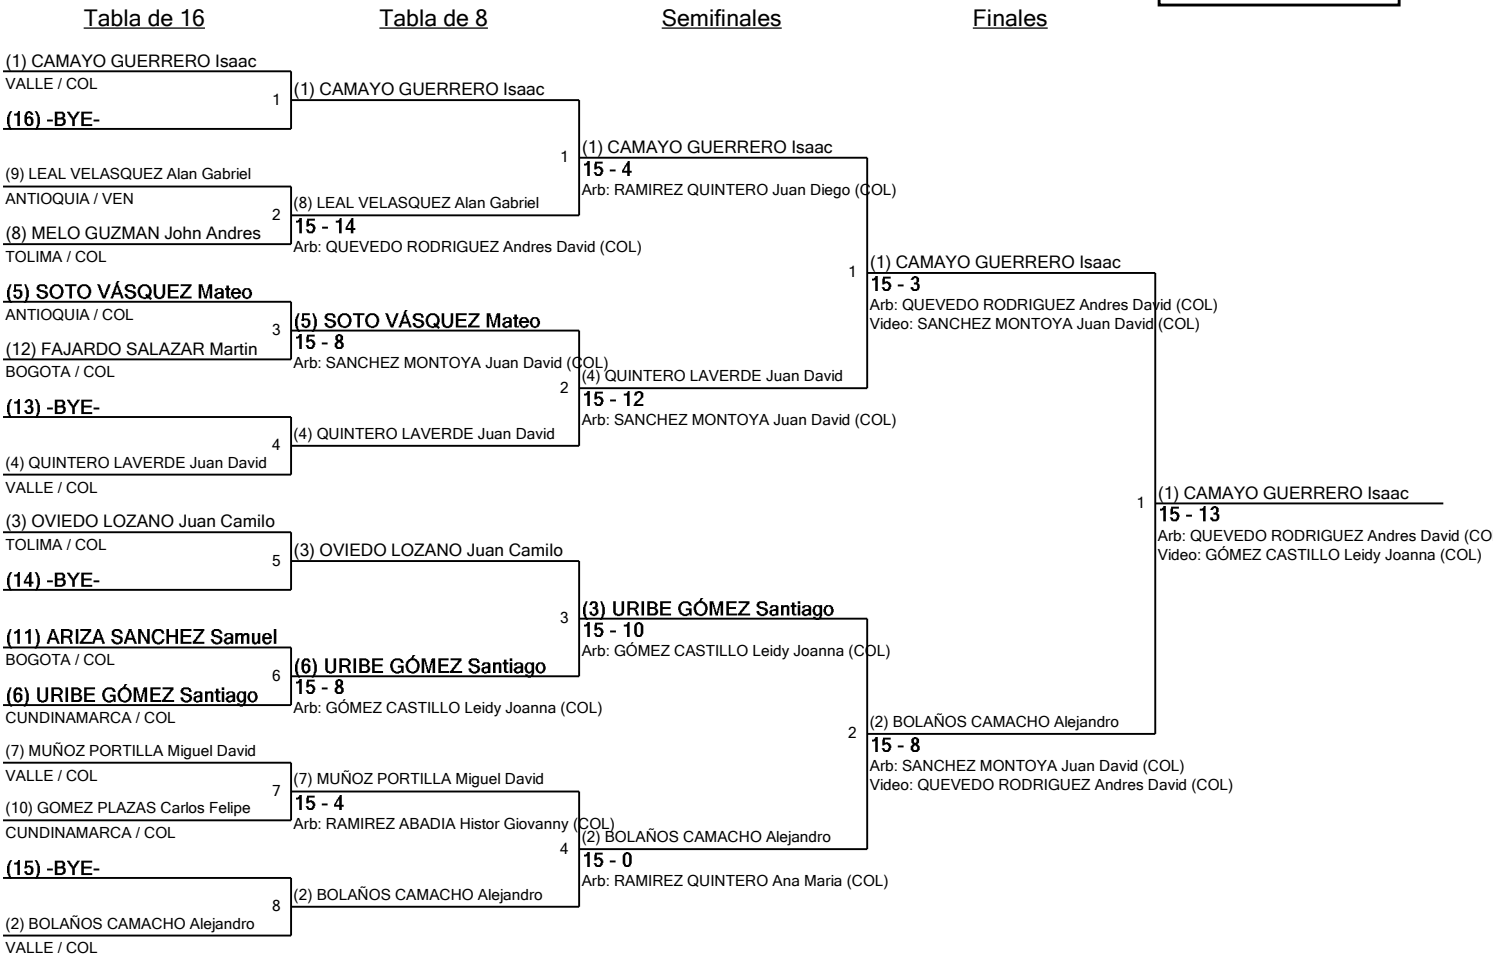 Tabla de 16
Tabla de 8
Semifinales
Finales
(1) CAMAYO GUERRERO Isaac
VALLE / COL
1
(16) -BYE-
(9) LEAL VELASQUEZ Alan Gabriel
ANTIOQUIA / VEN
2
(8) MELO GUZMAN John Andres
TOLIMA / COL
(5) SOTO VÁSQUEZ Mateo
ANTIOQUIA / COL
3
(12) FAJARDO SALAZAR Martin
BOGOTA / COL
(13) -BYE-
4
(4) QUINTERO LAVERDE Juan David
VALLE / COL
(3) OVIEDO LOZANO Juan Camilo
TOLIMA / COL
5
(14) -BYE-
(11) ARIZA SANCHEZ Samuel
BOGOTA / COL
6
(6) URIBE GÓMEZ Santiago
CUNDINAMARCA / COL
(7) MUÑOZ PORTILLA Miguel David
VALLE / COL
7
(10) GOMEZ PLAZAS Carlos Felipe
CUNDINAMARCA / COL
(15) -BYE-
8
(2) BOLAÑOS CAMACHO Alejandro
VALLE / COL
(1) CAMAYO GUERRERO Isaac
1
(8) LEAL VELASQUEZ Alan Gabriel
15 - 14
Arb: QUEVEDO RODRIGUEZ Andres David (COL)
(5) SOTO VÁSQUEZ Mateo
15 - 8
Arb: SANCHEZ MONTOYA Juan David (COL)
2
(4) QUINTERO LAVERDE Juan David
(3) OVIEDO LOZANO Juan Camilo
3
(6) URIBE GÓMEZ Santiago
15 - 8
Arb: GÓMEZ CASTILLO Leidy Joanna (COL)
(7) MUÑOZ PORTILLA Miguel David
15 - 4
Arb: RAMIREZ ABADIA Histor Giovanny (COL)
4
(2) BOLAÑOS CAMACHO Alejandro
(1) CAMAYO GUERRERO Isaac
15 - 4
Arb: RAMIREZ QUINTERO Juan Diego (COL)
1
(4) QUINTERO LAVERDE Juan David
15 - 12
Arb: SANCHEZ MONTOYA Juan David (COL)
(3) URIBE GÓMEZ Santiago
15 - 10
Arb: GÓMEZ CASTILLO Leidy Joanna (COL)
2
(2) BOLAÑOS CAMACHO Alejandro
15 - 0
Arb: RAMIREZ QUINTERO Ana Maria (COL)
(1) CAMAYO GUERRERO Isaac
15 - 3
Arb: QUEVEDO RODRIGUEZ Andres David (COL)
Video: SANCHEZ MONTOYA Juan David (COL)
1
(2) BOLAÑOS CAMACHO Alejandro
15 - 8
Arb: SANCHEZ MONTOYA Juan David (COL)
Video: QUEVEDO RODRIGUEZ Andres David (COL)
(1) CAMAYO GUERRERO Isaac
15 - 13
Arb: QUEVEDO RODRIGUEZ Andres David (CO
Video: GÓMEZ CASTILLO Leidy Joanna (COL)